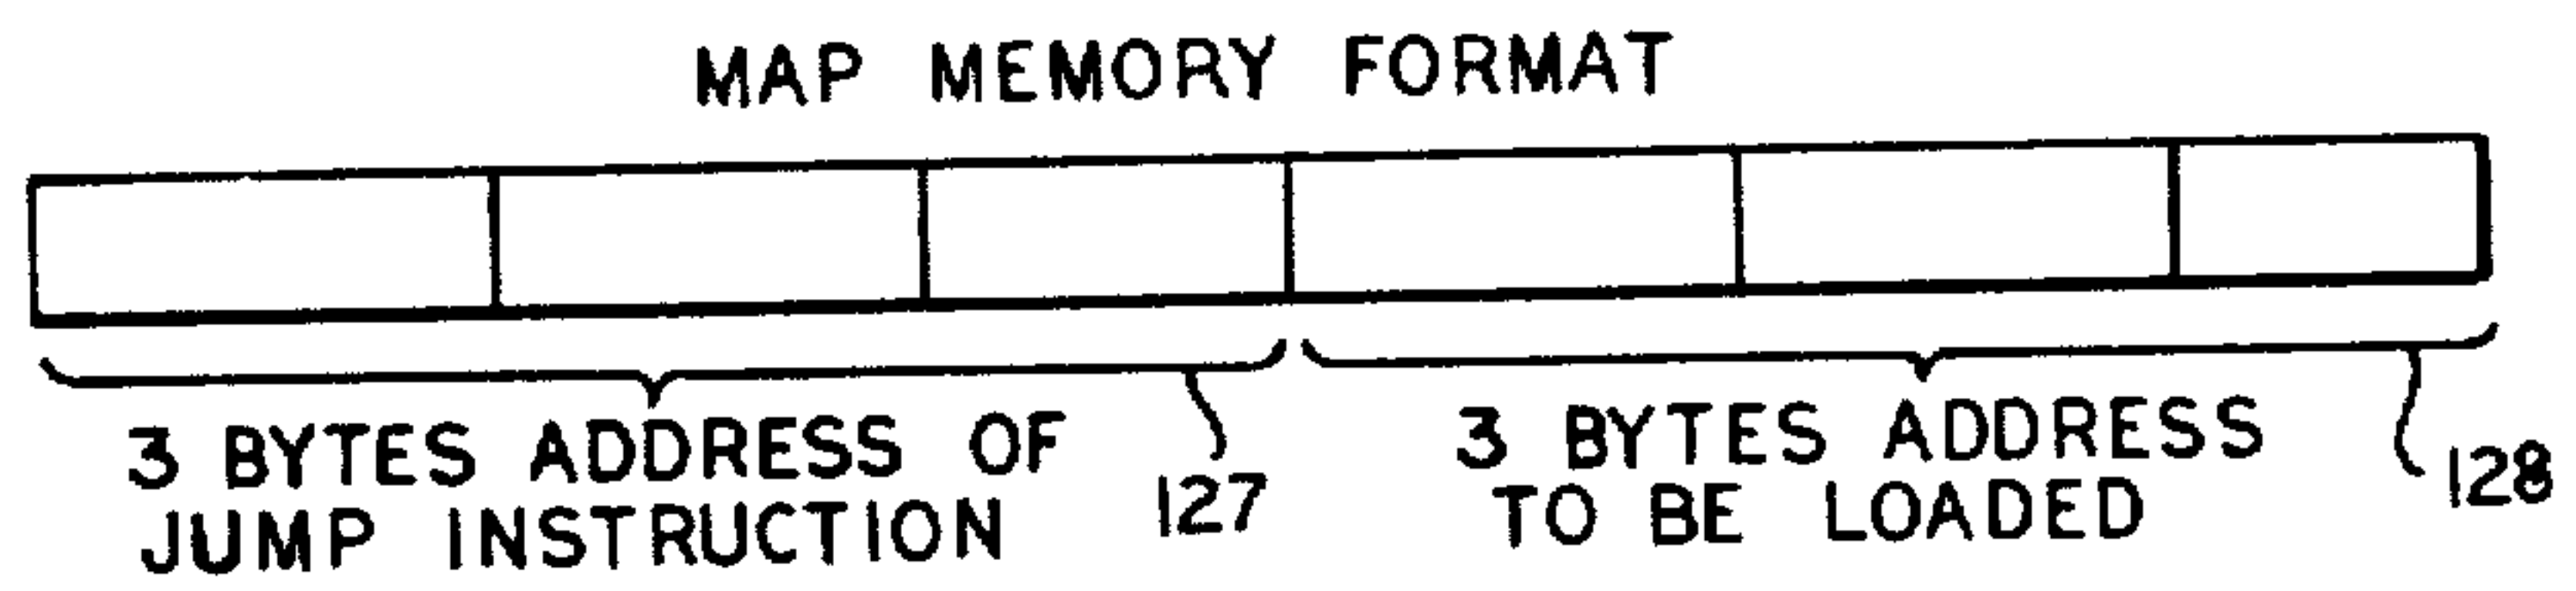 MAP MEMORY FORMAT
3 BYTES ADDRESS OF
JUMP INSTRUCTION
127
3 BYTES ADDRESS
TO BE LOADED
128